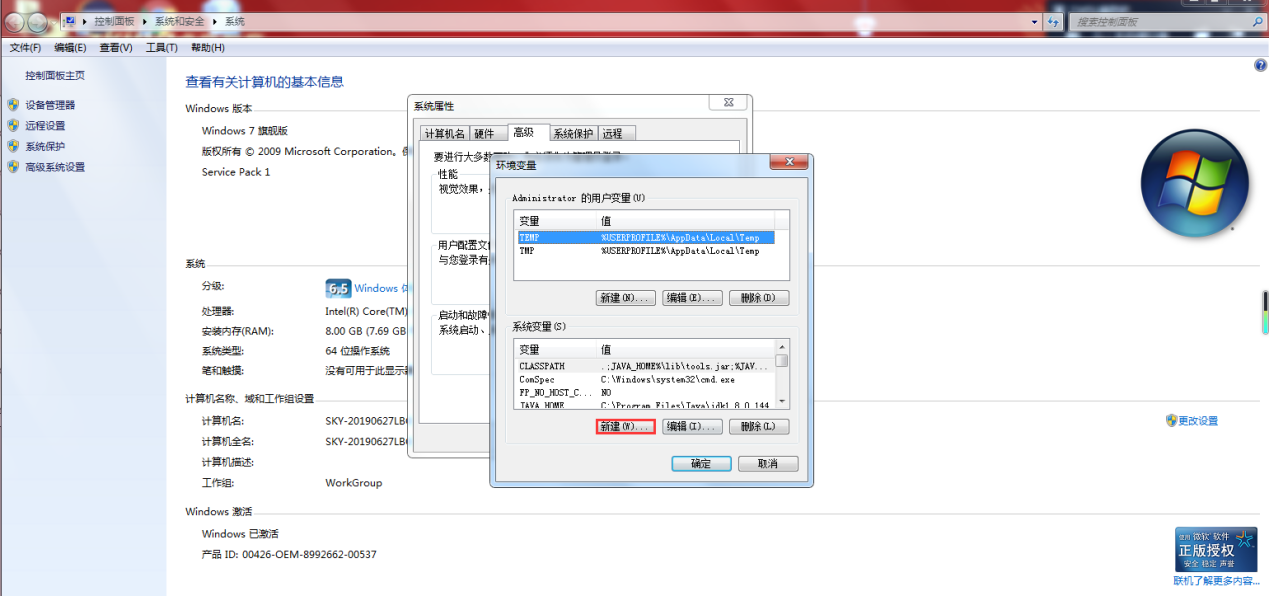 控制面板 ▸ 系统和安全 ▸ 系统
搜索控制面板
文件(F) 编辑(E) 查看(V) 工具(T) 帮助(H)
控制面板主页
设备管理器
远程设置
系统保护
高级系统设置
查看有关计算机的基本信息
Windows 版本
Windows 7 旗舰版
版权所有 © 2009 Microsoft Corporation。
Service Pack 1
系统
分级:
6.5 Windows
处理器:
Intel(R) Core(TM)
安装内存(RAM):
8.00 GB (7.69 GB
系统类型:
64 位操作系统
笔和触摸:
没有可用于此显示
计算机名称、域和工作组设置
计算机名:
SKY-20190627LB
计算机全名:
SKY-20190627LB
计算机描述:
工作组:
WorkGroup
更改设置
Windows 激活
Windows 已激活
产品 ID: 00426-OEM-8992662-00537
使用 微软 软件
正版授权
安全 稳定 声誉
联机了解更多内容...
系统属性
计算机名 硬件 高级 系统保护 远程
要进行大多数
性能
视觉效果,
用户配置文
与您登录有
启动和故障
系统启动、
环境变量
Administrator 的用户变量(U)
变量 值
TEMP %USERPROFILE%\AppData\Local\Temp
TMP %USERPROFILE%\AppData\Local\Temp
新建(N)... 编辑(E)... 删除(D)
系统变量(S)
变量 值
CLASSPATH .;JAVA_HOME%\lib\tools.jar;%JAV...
ComSpec C:\Windows\system32\cmd.exe
FP_NO_HOST_C... NO
JAVA_HOME C:\Program Files\Java\jdk1.8.0_144
新建(W)... 编辑(I)... 删除(L)
确定 取消